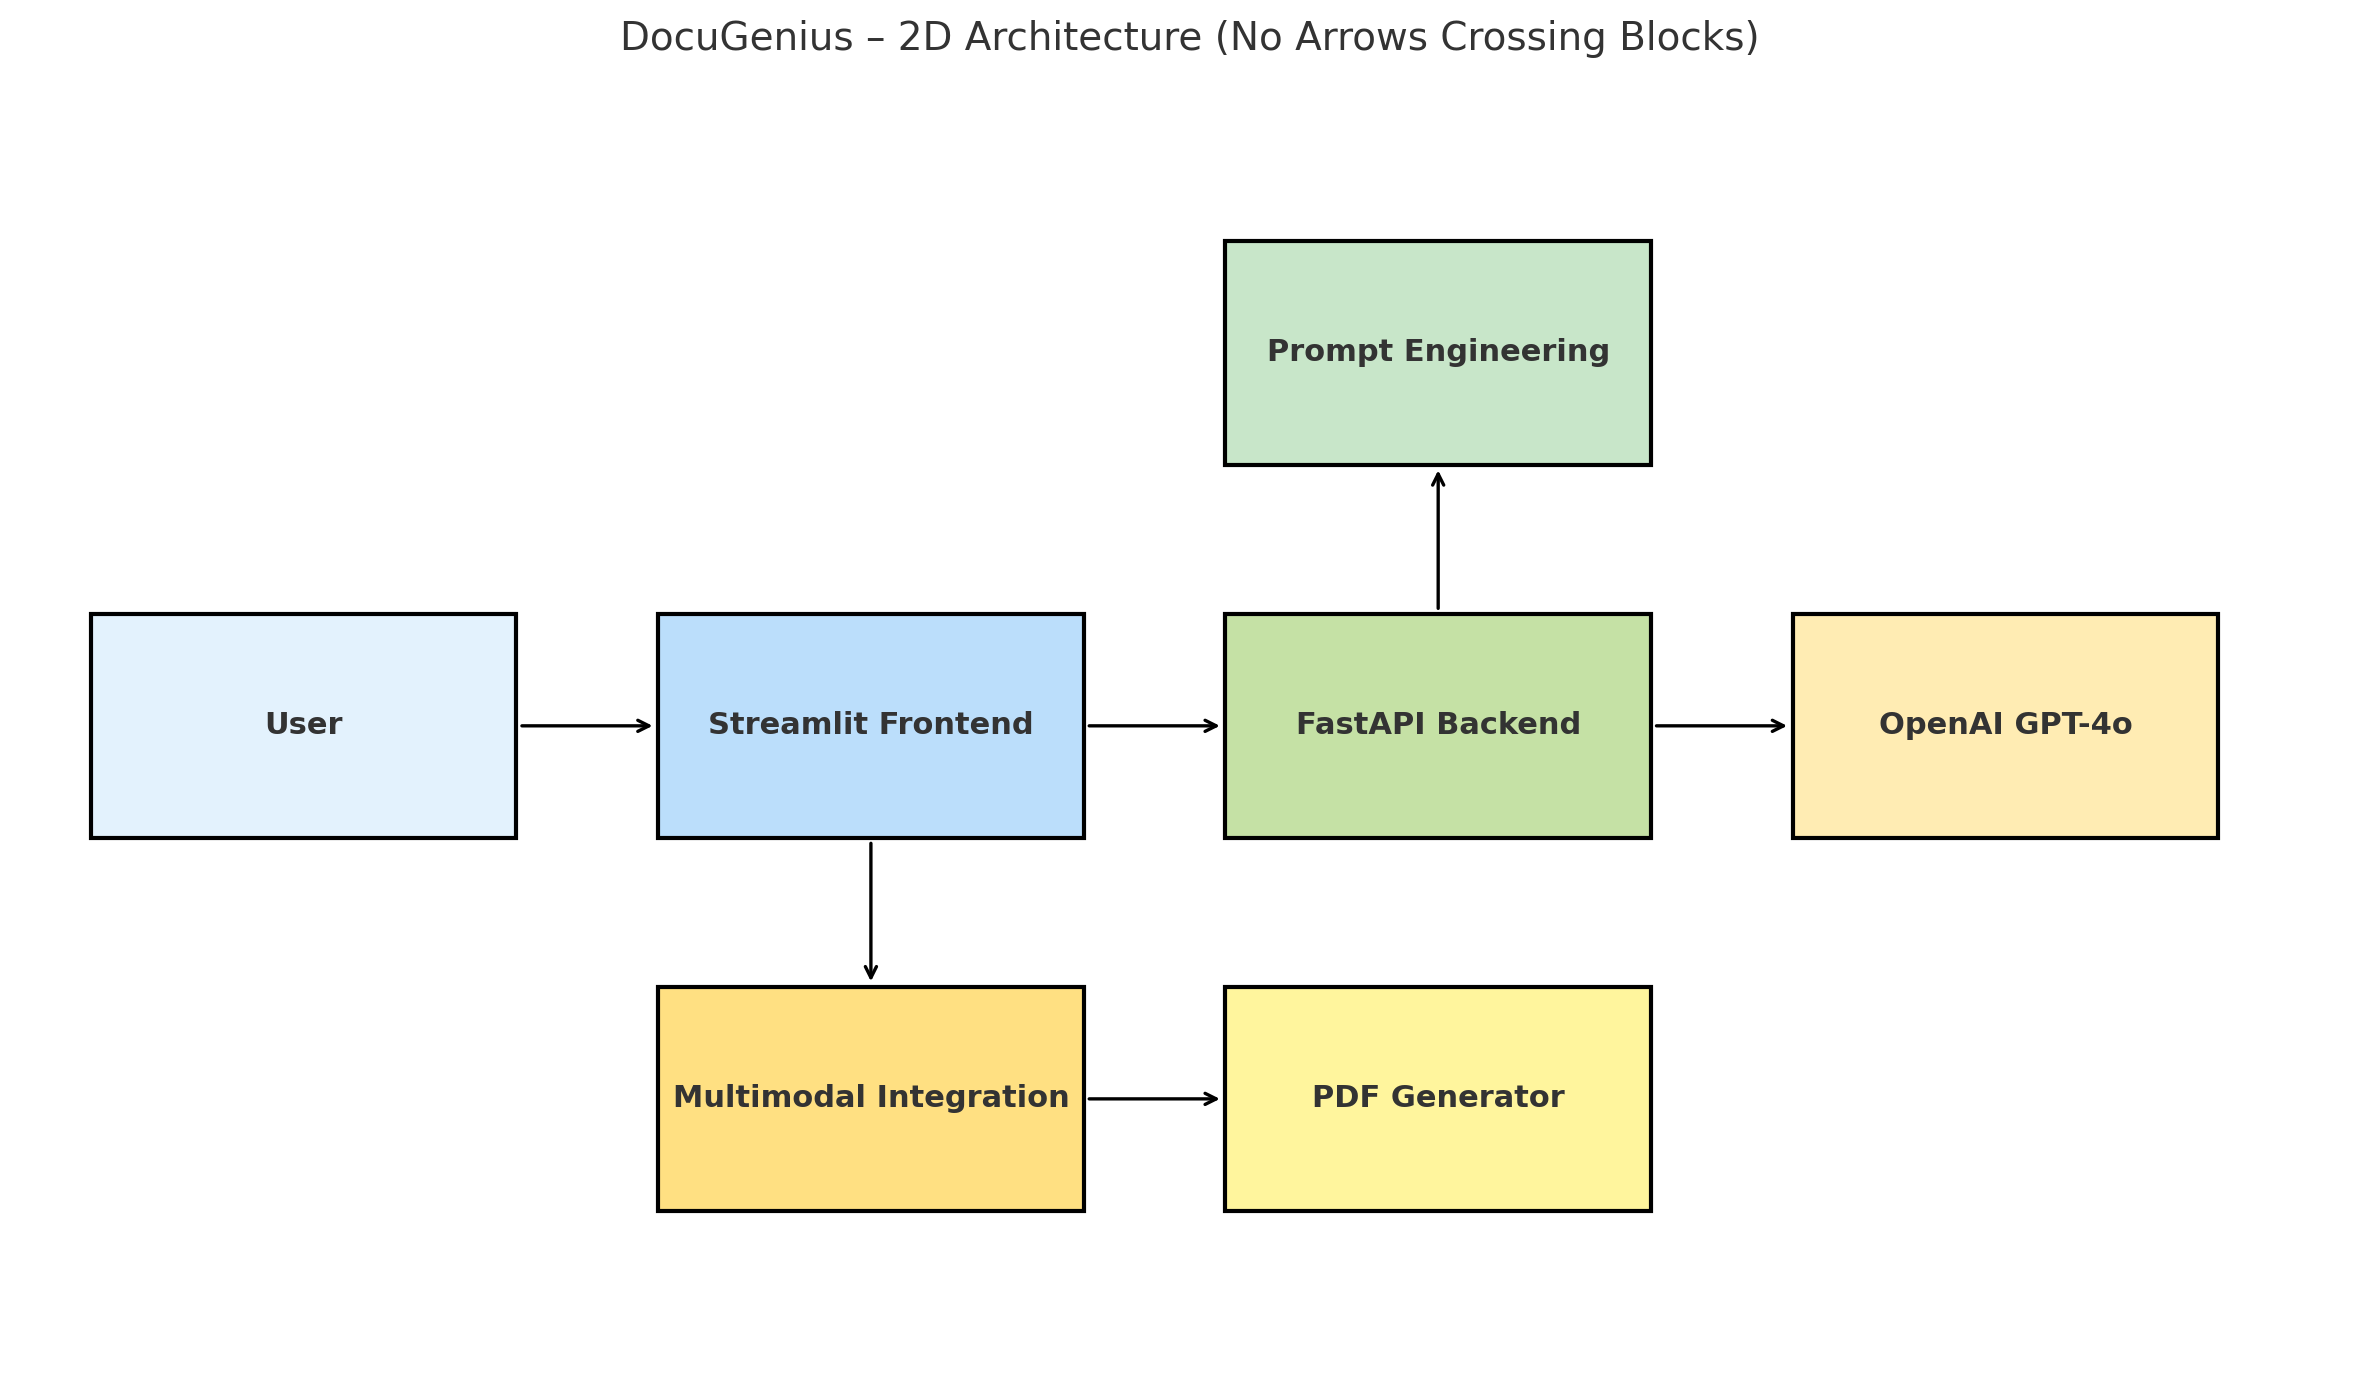 DocuGenius – 2D Architecture (No Arrows Crossing Blocks)
Prompt Engineering
User
Streamlit Frontend
FastAPI Backend
OpenAI GPT-4o
Multimodal Integration
PDF Generator